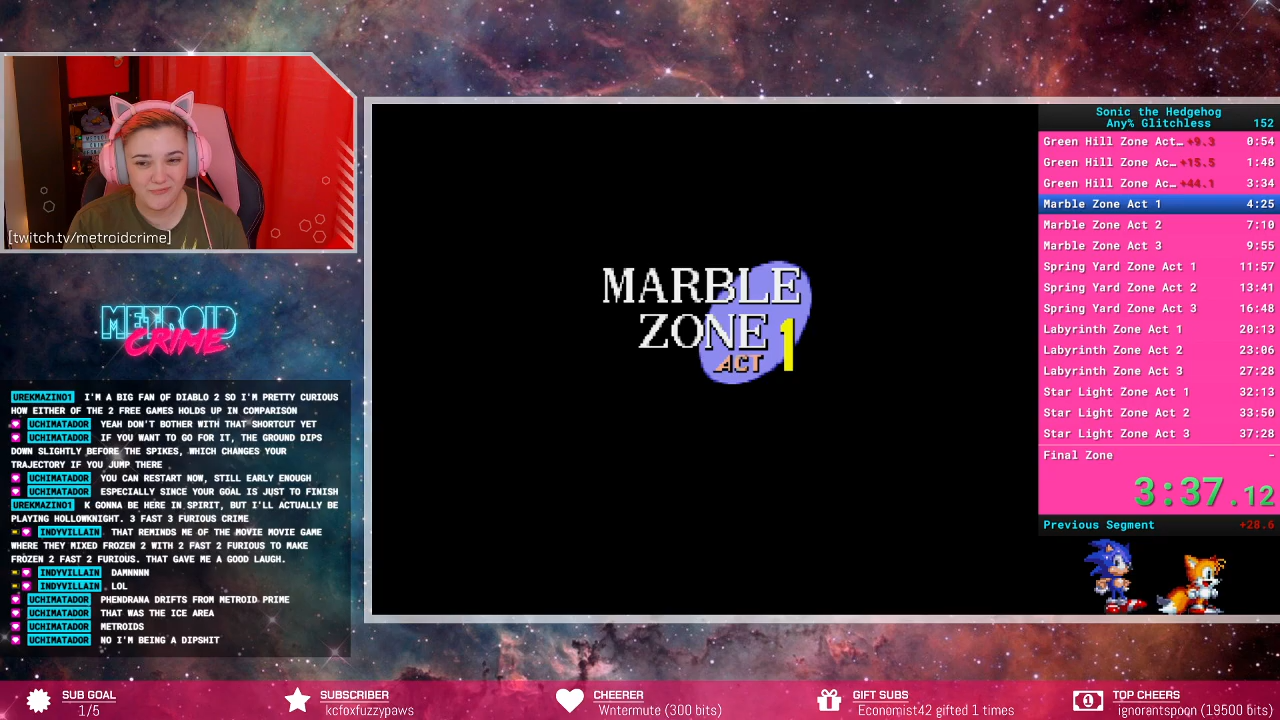 [twitch.tv/metroidcrime]
METROID
CRIME
UREKMAZINO1 I'M A BIG FAN OF DIABLO 2 SO I'M PRETTY CURIOUS
HOW EITHER OF THE 2 FREE GAMES HOLDS UP IN COMPARISON
UCHIMATADOR YEAH DON'T BOTHER WITH THAT SHORTCUT YET
UCHIMATADOR IF YOU WANT TO GO FOR IT, THE GROUND DIPS
DOWN SLIGHTLY BEFORE THE SPIKES, WHICH CHANGES YOUR
TRAJECTORY IF YOU JUMP THERE
UCHIMATADOR YOU CAN RESTART NOW, STILL EARLY ENOUGH
UCHIMATADOR ESPECIALLY SINCE YOUR GOAL IS JUST TO FINISH
UREKMAZINO1 K GONNA BE HERE IN SPIRIT, BUT I'LL ACTUALLY BE
PLAYING HOLLOWKNIGHT. 3 FAST 3 FURIOUS CRIME
INDYVILLAIN THAT REMINDS ME OF THE MOVIE MOVIE GAME
WHERE THEY MIXED FROZEN 2 WITH 2 FAST 2 FURIOUS TO MAKE
FROZEN 2 FAST 2 FURIOUS. THAT GAVE ME A GOOD LAUGH.
INDYVILLAIN DAMNNNN
INDYVILLAIN LOL
UCHIMATADOR PHENDRANA DRIFTS FROM METROID PRIME
UCHIMATADOR THAT WAS THE ICE AREA
UCHIMATADOR METROIDS
UCHIMATADOR NO I'M BEING A DIPSHIT
MARBLE
ZONE
ACT 1
Sonic the Hedgehog
Any% Glitchless 152
Green Hill Zone Act… +9.3 0:54
Green Hill Zone Ac… +15.5 1:48
Green Hill Zone Ac… +44.1 3:34
Marble Zone Act 1 4:25
Marble Zone Act 2 7:10
Marble Zone Act 3 9:55
Spring Yard Zone Act 1 11:57
Spring Yard Zone Act 2 13:41
Spring Yard Zone Act 3 16:48
Labyrinth Zone Act 1 20:13
Labyrinth Zone Act 2 23:06
Labyrinth Zone Act 3 27:28
Star Light Zone Act 1 32:13
Star Light Zone Act 2 33:50
Star Light Zone Act 3 37:28
Final Zone -
3:37.12
Previous Segment +28.6
SUB GOAL
1/5
SUBSCRIBER
kcfoxfuzzypaws
CHEERER
Wntermute (300 bits)
GIFT SUBS
Economist42 gifted 1 times
TOP CHEERS
ignorantspoon (19500 bits)